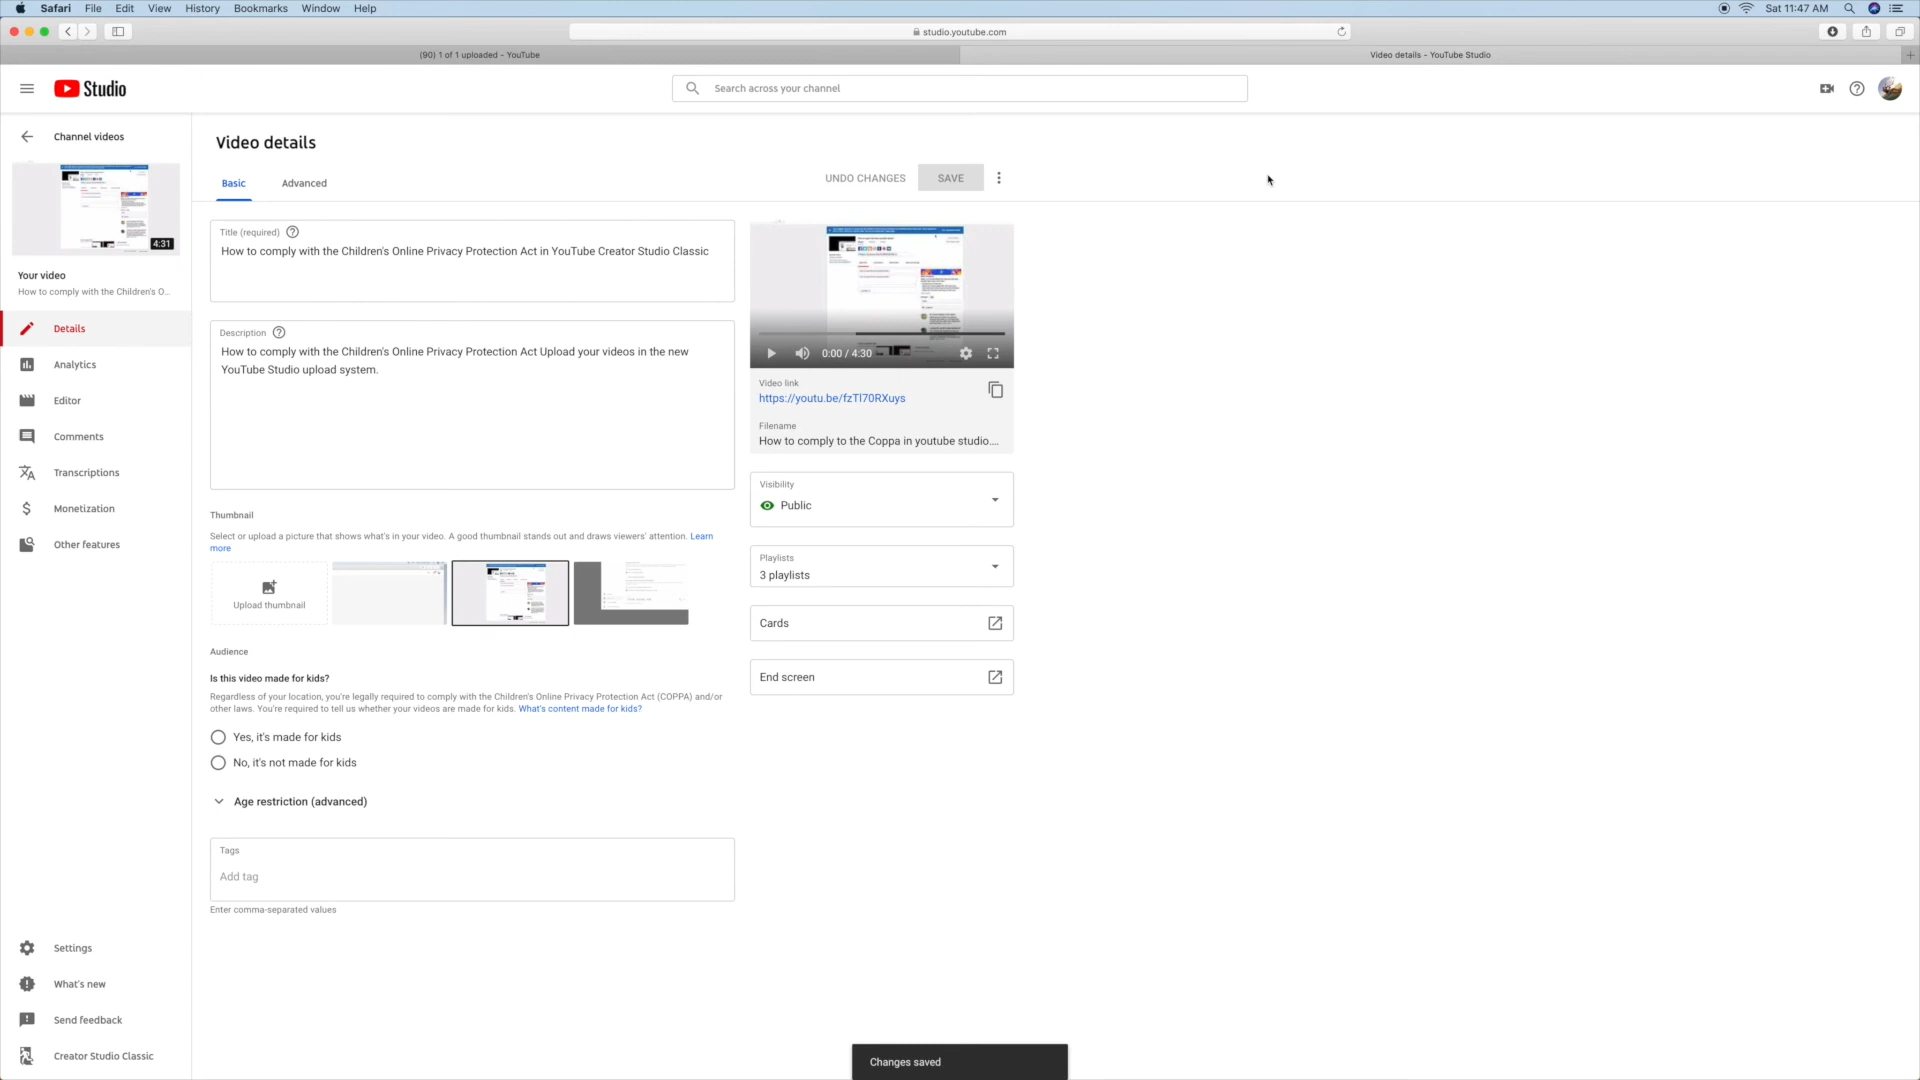 Safari File Edit View History Bookmarks Window Help
Sat 11:47 AM
studio.youtube.com
(90) 1 of 1 uploaded - YouTube
Video details - YouTube Studio
Studio
Search across your channel
Channel videos
4:31
Your video
How to comply with the Children's O...
Details
Analytics
Editor
Comments
Transcriptions
Monetization
Other features
Settings
What's new
Send feedback
Creator Studio Classic
Video details
Basic
Advanced
UNDO CHANGES
SAVE
Title (required)
How to comply with the Children's Online Privacy Protection Act in YouTube Creator Studio Classic
Description
How to comply with the Children's Online Privacy Protection Act Upload your videos in the new
YouTube Studio upload system.
Thumbnail
Select or upload a picture that shows what's in your video. A good thumbnail stands out and draws viewers' attention. Learn
more
Upload thumbnail
Audience
Is this video made for kids?
Regardless of your location, you're legally required to comply with the Children's Online Privacy Protection Act (COPPA) and/or
other laws. You're required to tell us whether your videos are made for kids. What's content made for kids?
Yes, it's made for kids
No, it's not made for kids
Age restriction (advanced)
Tags
Add tag
Enter comma-separated values
0:00 / 4:30
Video link
https://youtu.be/fzTl70RXuys
Filename
How to comply to the Coppa in youtube studio....
Visibility
Public
Playlists
3 playlists
Cards
End screen
Changes saved